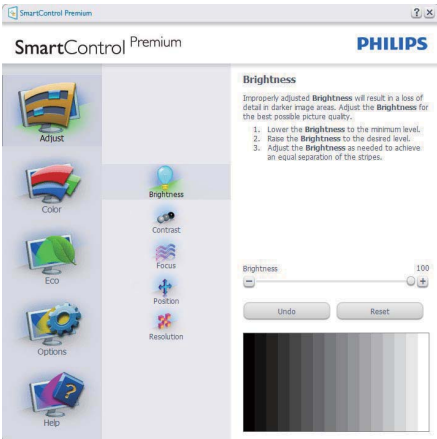 SmartControl Premium
SmartControl Premium
PHILIPS
Adjust
Color
Eco
Options
Help
Brightness
Contrast
Focus
Position
Resolution
Brightness
Improperly adjusted Brightness will result in a loss of
detail in darker image areas. Adjust the Brightness for
the best possible picture quality.
1. Lower the Brightness to the minimum level.
2. Raise the Brightness to the desired level.
3. Adjust the Brightness as needed to achieve
an equal separation of the stripes.
Brightness 100
Undo Reset